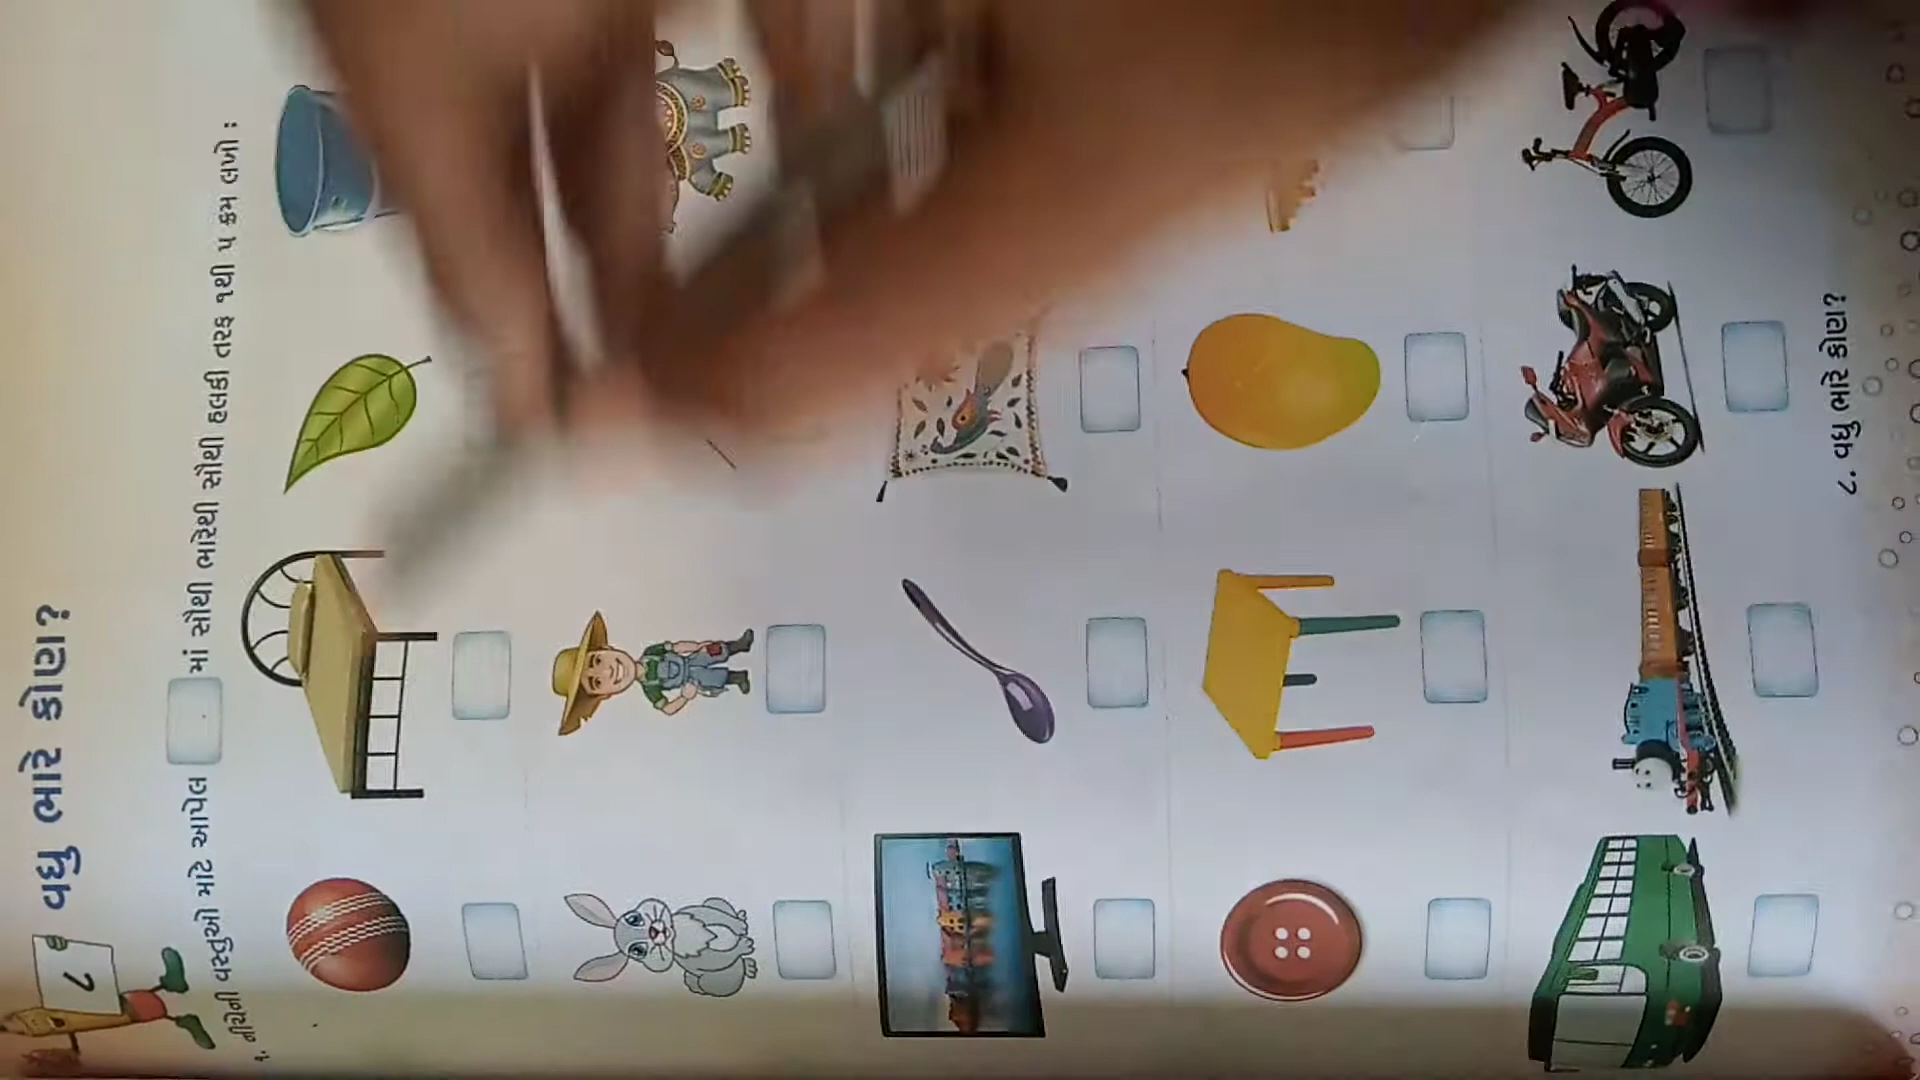 ૮
વધુ ભારે કોણ?
૧. નીચેની વસ્તુઓ માટે આપેલ માં સૌથી ભારેથી સૌથી હલકી તરફ ૧થી ૫ ક્રમ લખો :
૮. વધુ ભારે કોણ?